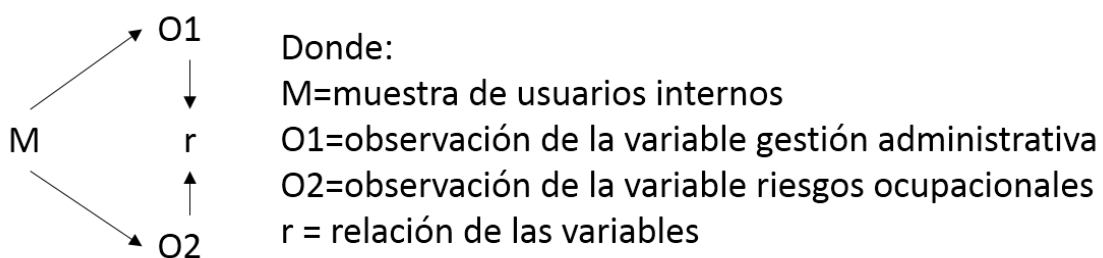 O1
M
r
O2
Donde:
M=muestra de usuarios internos
O1=observación de la variable gestión administrativa
O2=observación de la variable riesgos ocupacionales
r = relación de las variables